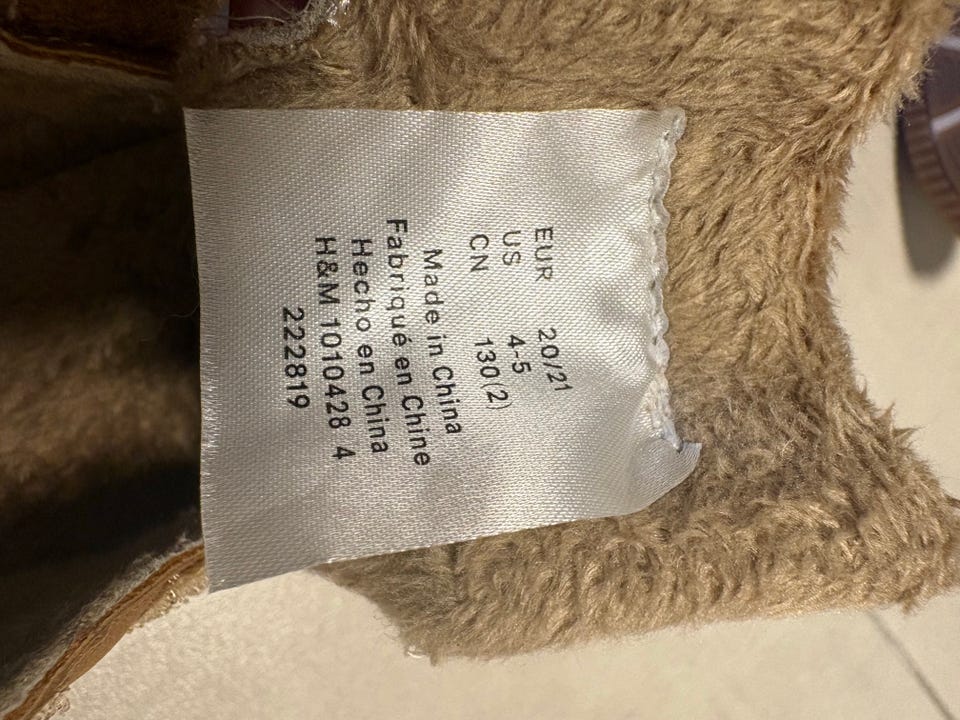 EUR 20/21
US 4-5
CN 130(2)
Made in China
Fabriqué en Chine
Hecho en China
H&M 1010428 4
222819